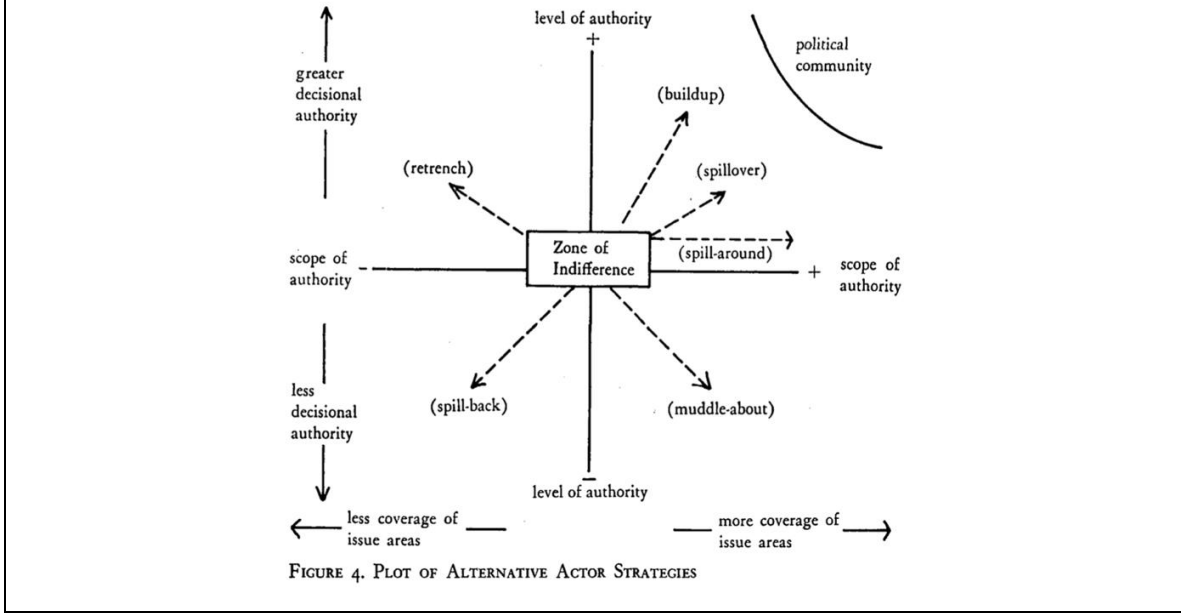 level of authority
+
political
community
greater
decisional
authority
(buildup)
(retrench)
(spillover)
Zone of
Indifference
(spill-around)
scope of
authority
-
+
scope of
authority
less
decisional
authority
(spill-back)
(muddle-about)
-
level of authority
less coverage of
issue areas
more coverage of
issue areas
FIGURE 4. PLOT OF ALTERNATIVE ACTOR STRATEGIES